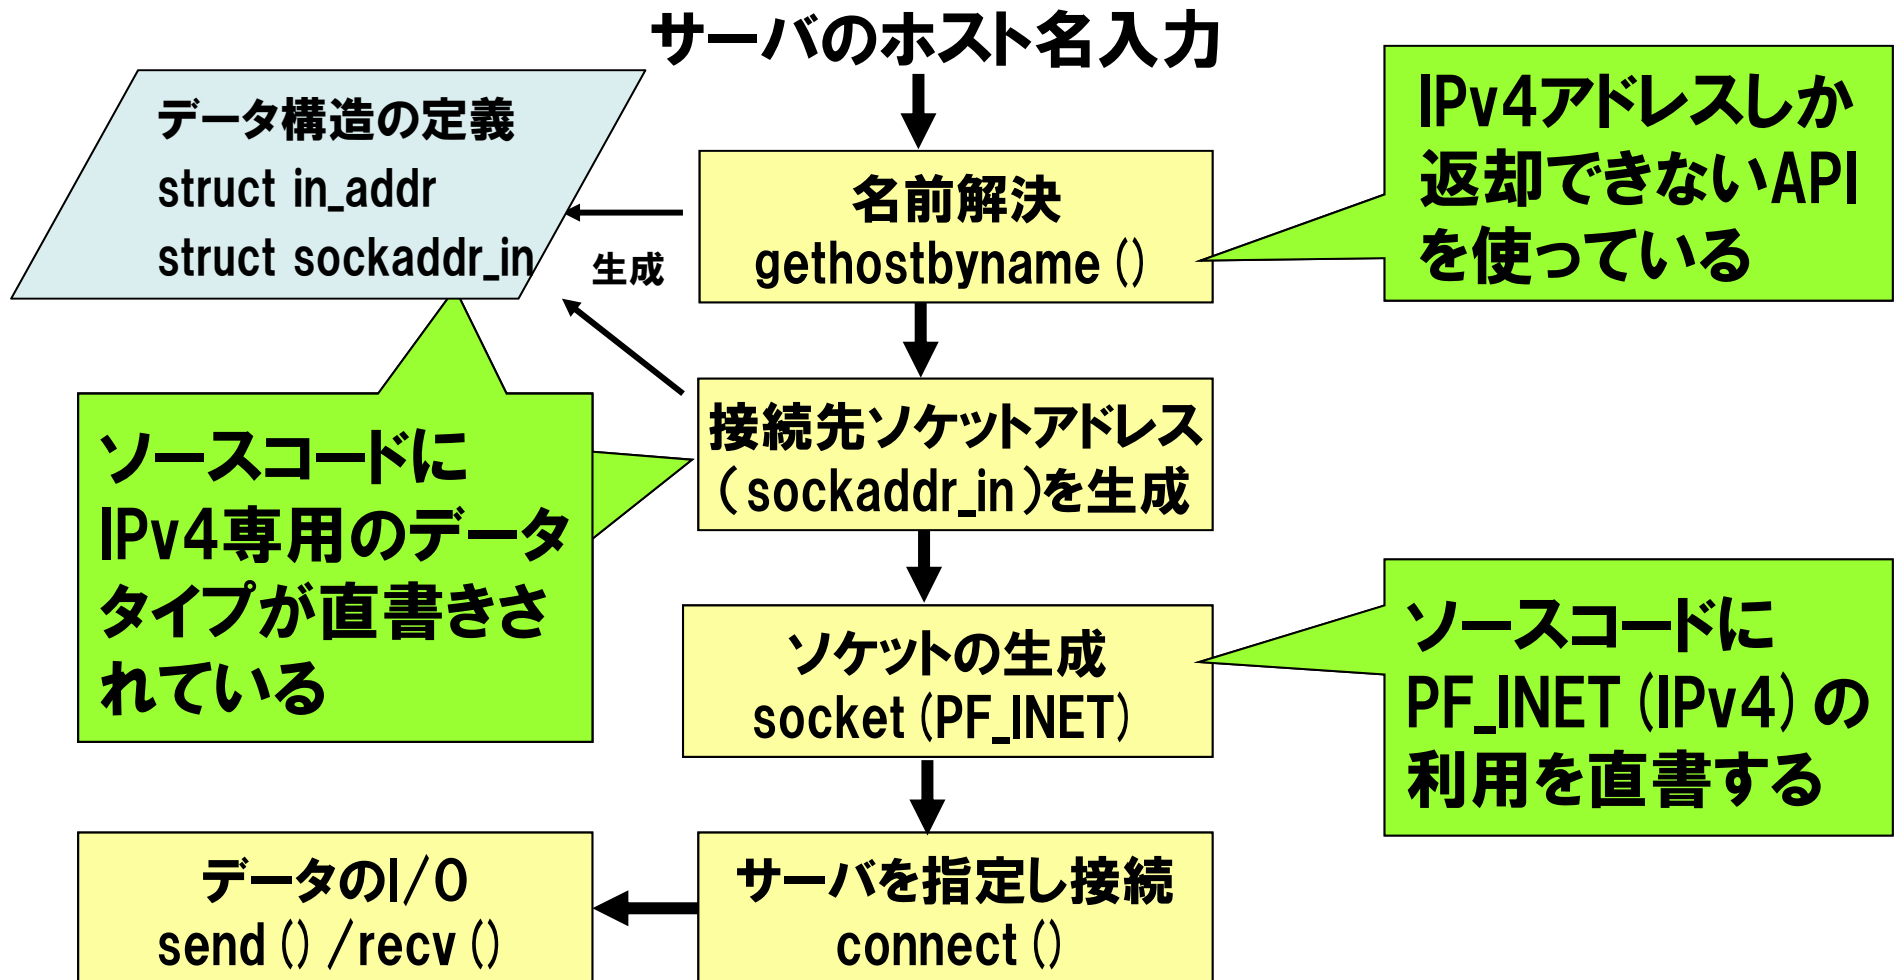 サーバのホスト名入力
データ構造の定義
struct in_addr
struct sockaddr_in
生成
名前解決
gethostbyname()
IPv4アドレスしか
返却できないAPI
を使っている
接続先ソケットアドレス
(sockaddr_in)を生成
ソースコードに
IPv4専用のデータ
タイプが直書きさ
れている
ソケットの生成
socket(PF_INET)
ソースコードに
PF_INET(IPv4)の
利用を直書する
サーバを指定し接続
connect()
データのI/O
send()/recv()